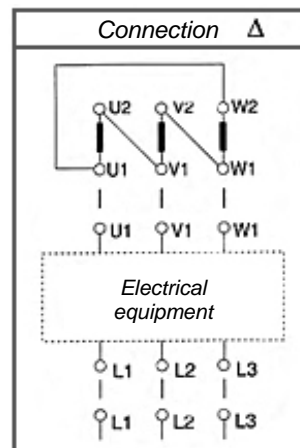 Connection Δ
U2 V2 W2
U1 V1 W1
U1 V1 W1
Electrical
equipment
L1 L2 L3
L1 L2 L3